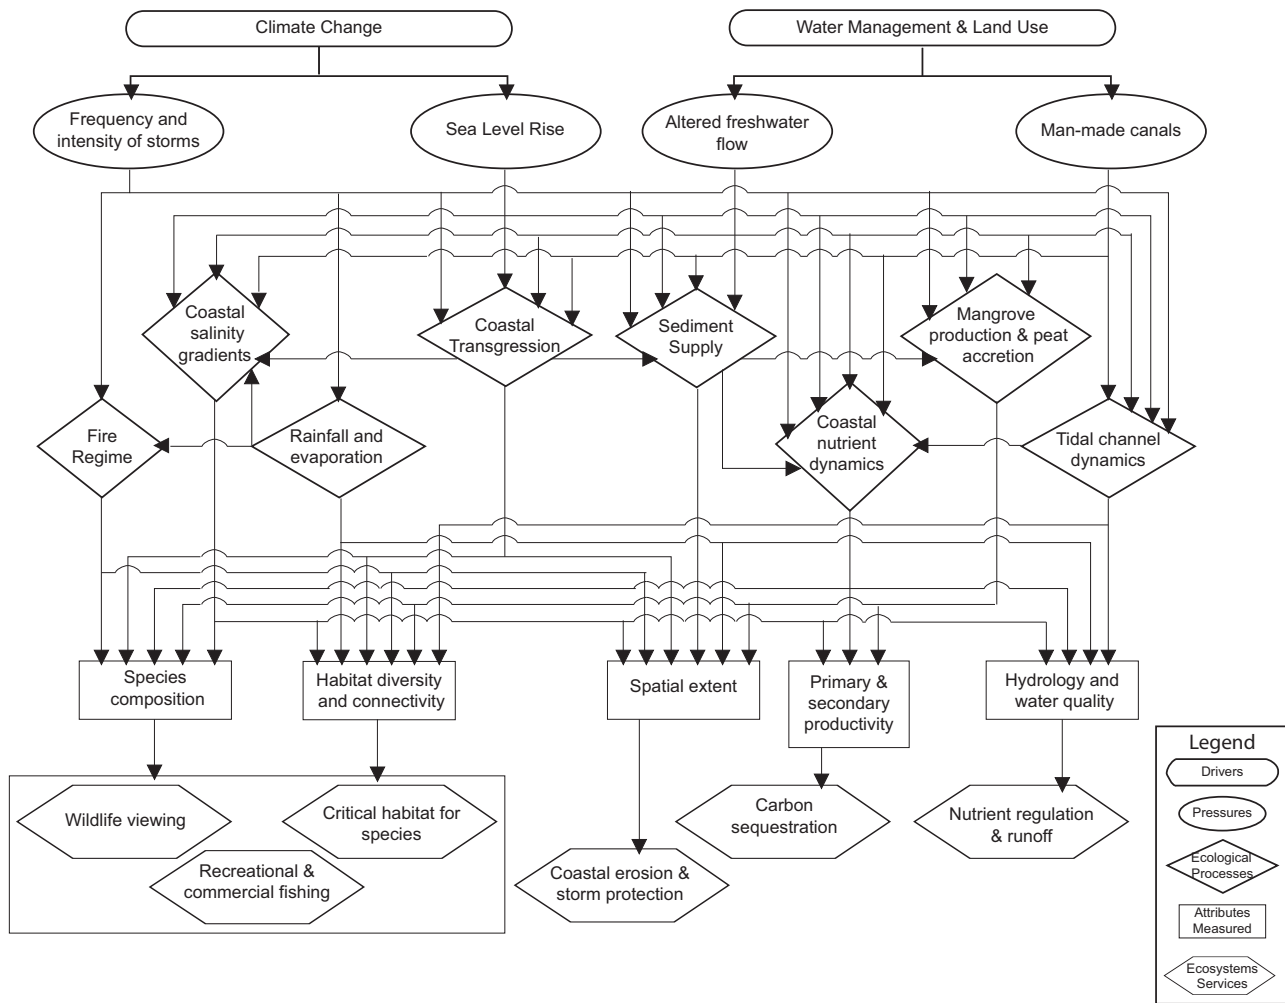 Climate Change
Water Management & Land Use
Frequency and
intensity of storms
Sea Level Rise
Altered freshwater
flow
Man-made canals
Coastal
salinity
gradients
Coastal
Transgression
Sediment
Supply
Mangrove
production & peat
accretion
Fire
Regime
Rainfall and
evaporation
Coastal
nutrient
dynamics
Tidal channel
dynamics
Species
composition
Habitat diversity
and connectivity
Spatial extent
Primary &
secondary
productivity
Hydrology and
water quality
Wildlife viewing
Critical habitat for
species
Recreational &
commercial fishing
Coastal erosion &
storm protection
Carbon
sequestration
Nutrient regulation
& runoff
Legend
Drivers
Pressures
Ecological
Processes
Attributes
Measured
Ecosystems
Services